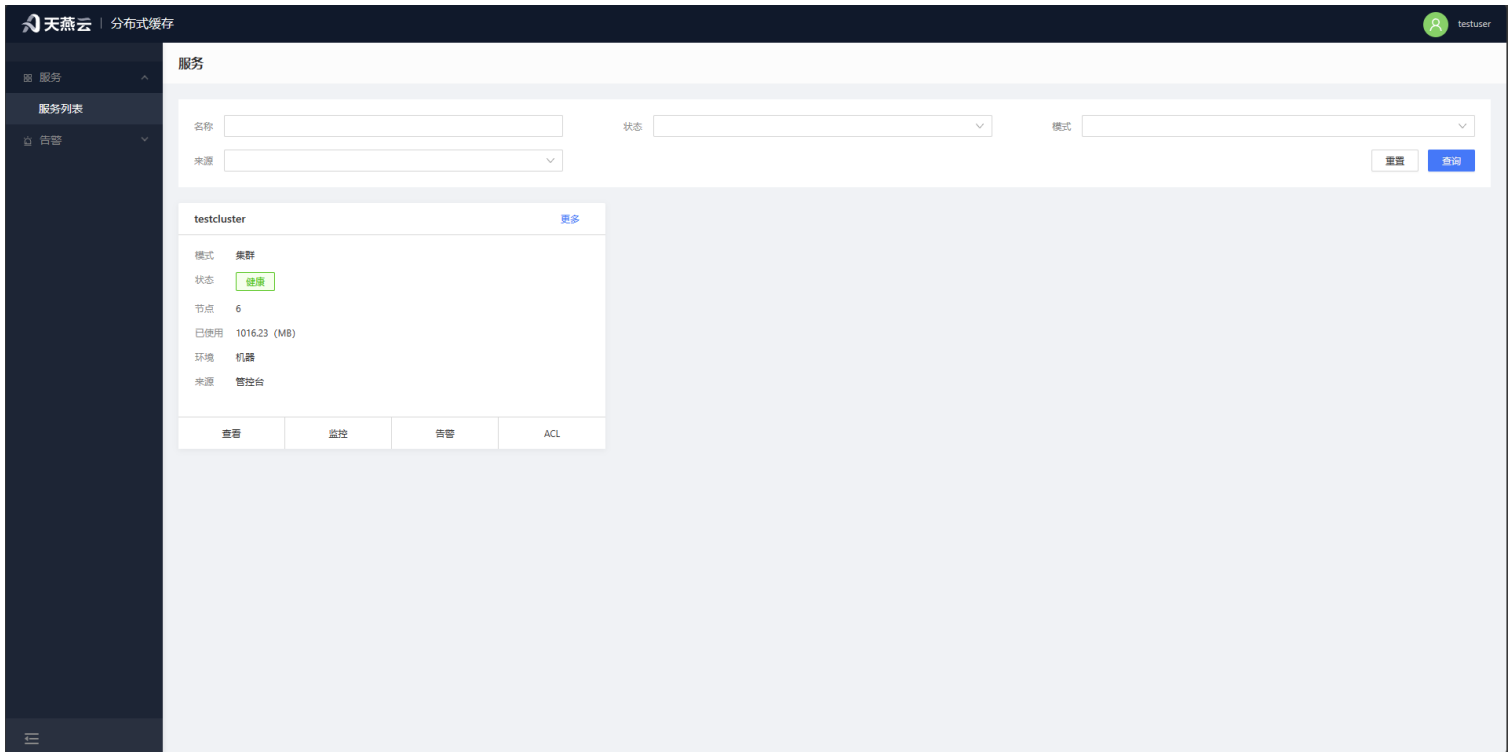 天燕云 | 分布式缓存
testuser
服务
服务列表
告警
服务
名称
状态
模式
来源
重置
查询
testcluster
更多
模式 集群
状态 健康
节点 6
已使用 1016.23 (MB)
环境 机器
来源 管控台
查看 监控 告警 ACL